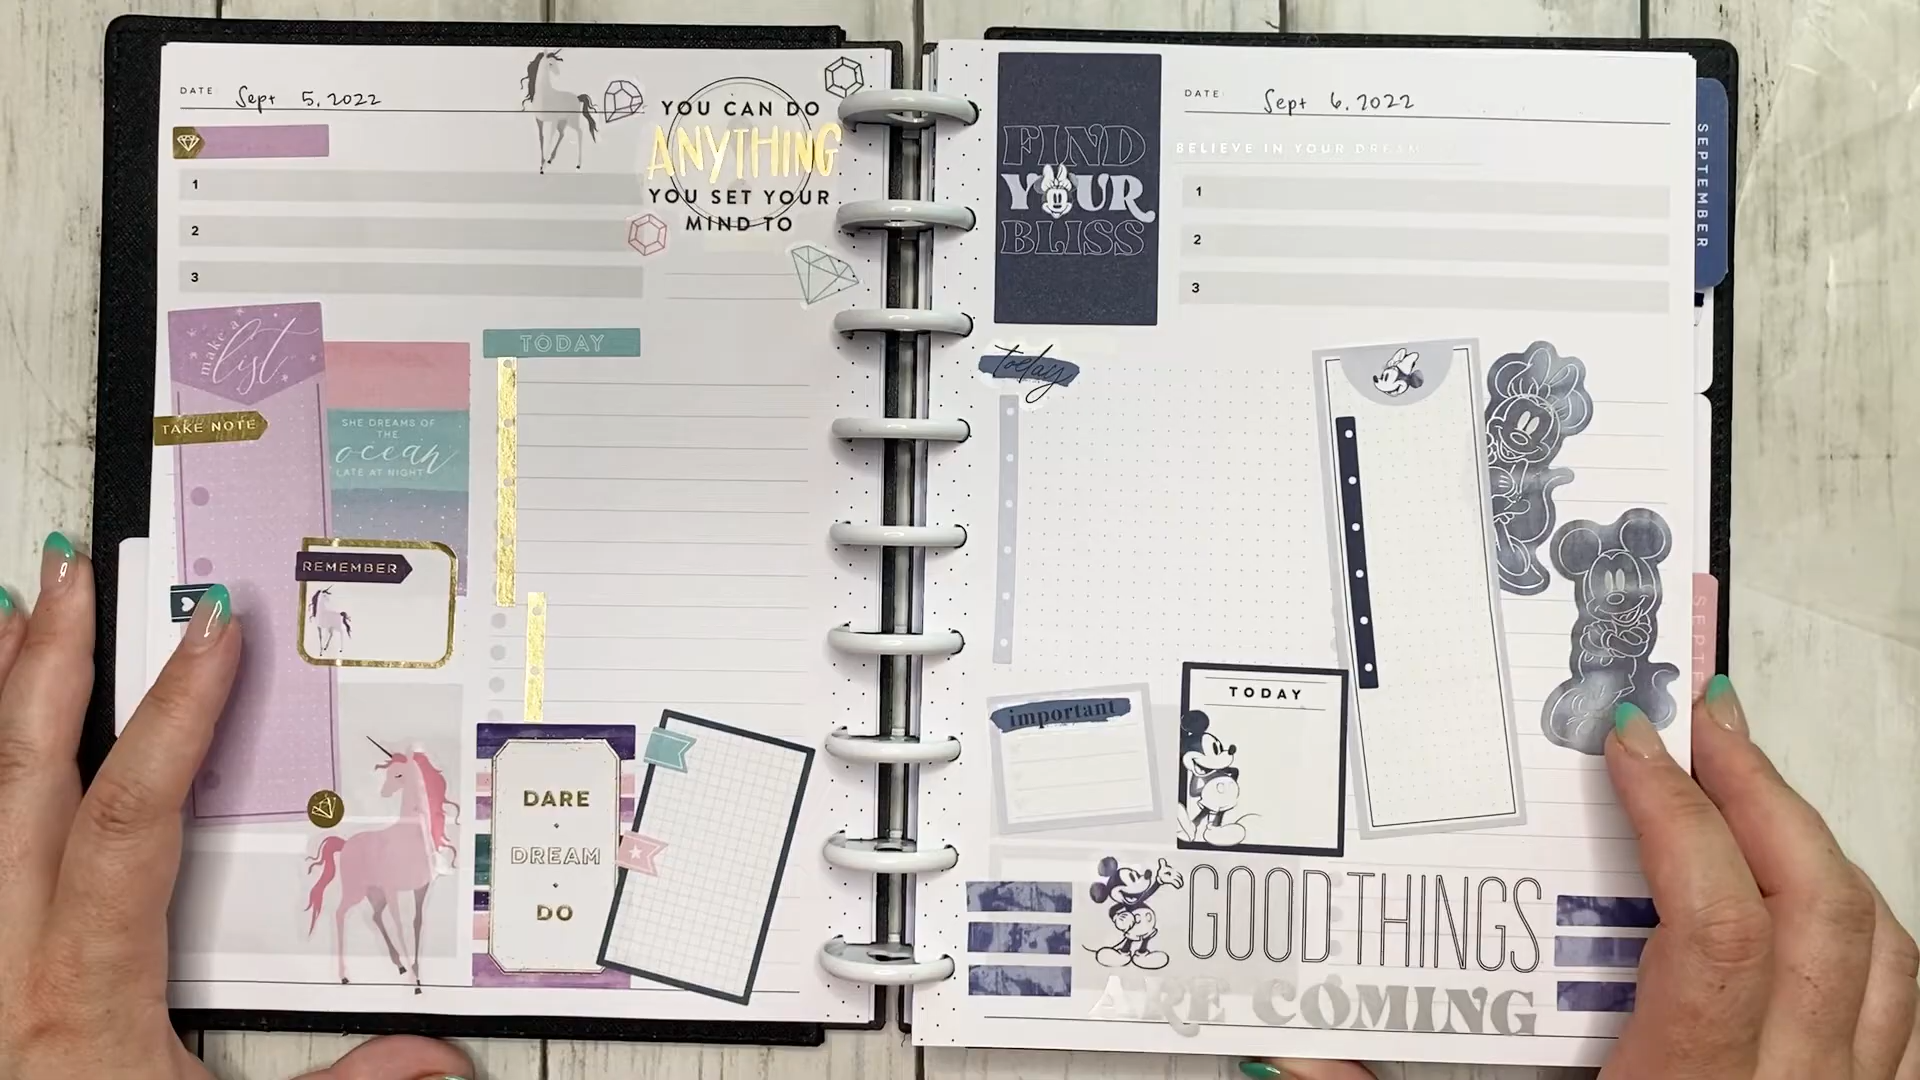 DATE: Sept 5, 2022
YOU CAN DO
ANYTHING
YOU SET YOUR
MIND TO
1
2
3
make a
list
TAKE NOTE
SHE DREAMS OF
THE
ocean
LATE AT NIGHT
REMEMBER
TODAY
DARE
DREAM
DO
FIND
YOUR
BLISS
DATE: Sept 6, 2022
BELIEVE IN YOUR DREAMS
1
2
3
today
important
TODAY
GOOD THINGS
ARE COMING
SEPTEMBER